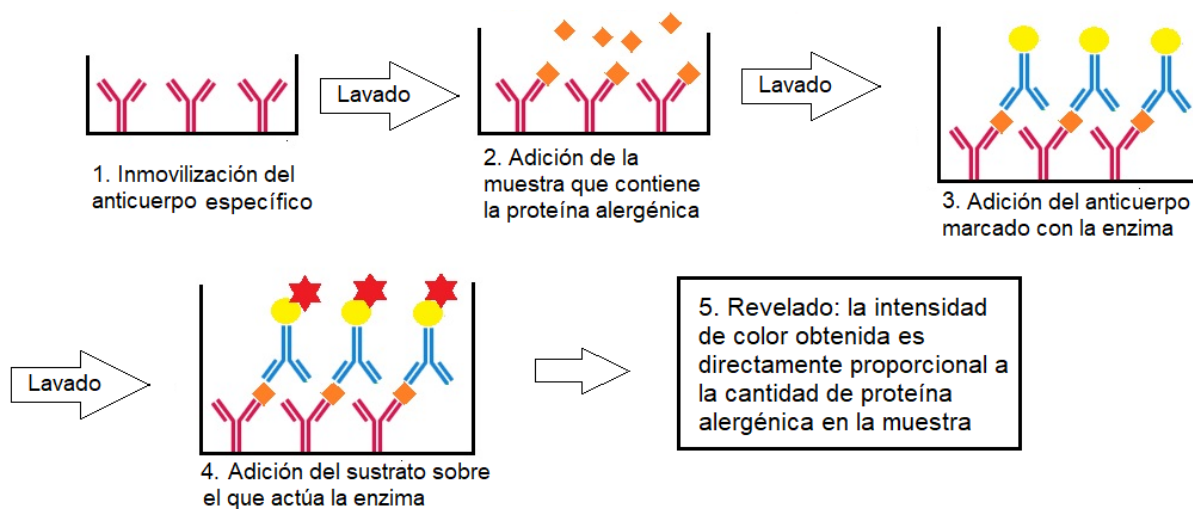 Lavado
Lavado
1. Inmovilización del
anticuerpo específico
2. Adición de la
muestra que contiene
la proteína alergénica
3. Adición del anticuerpo
marcado con la enzima
Lavado
4. Adición del sustrato sobre
el que actúa la enzima
5. Revelado: la intensidad
de color obtenida es
directamente proporcional a
la cantidad de proteína
alergénica en la muestra